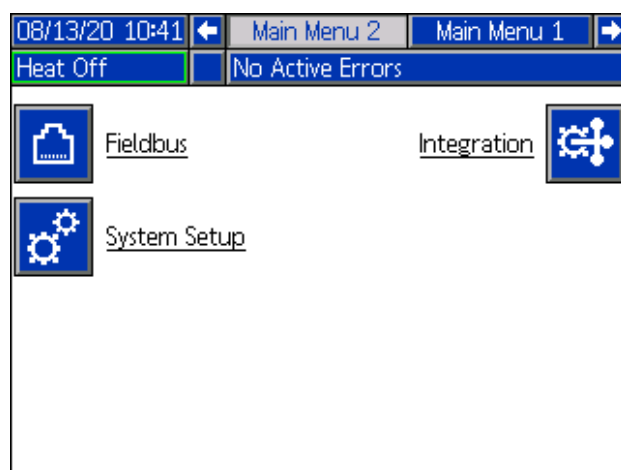 08/13/20 10:41 Main Menu 2 Main Menu 1
Heat Off No Active Errors
Fieldbus Integration
System Setup